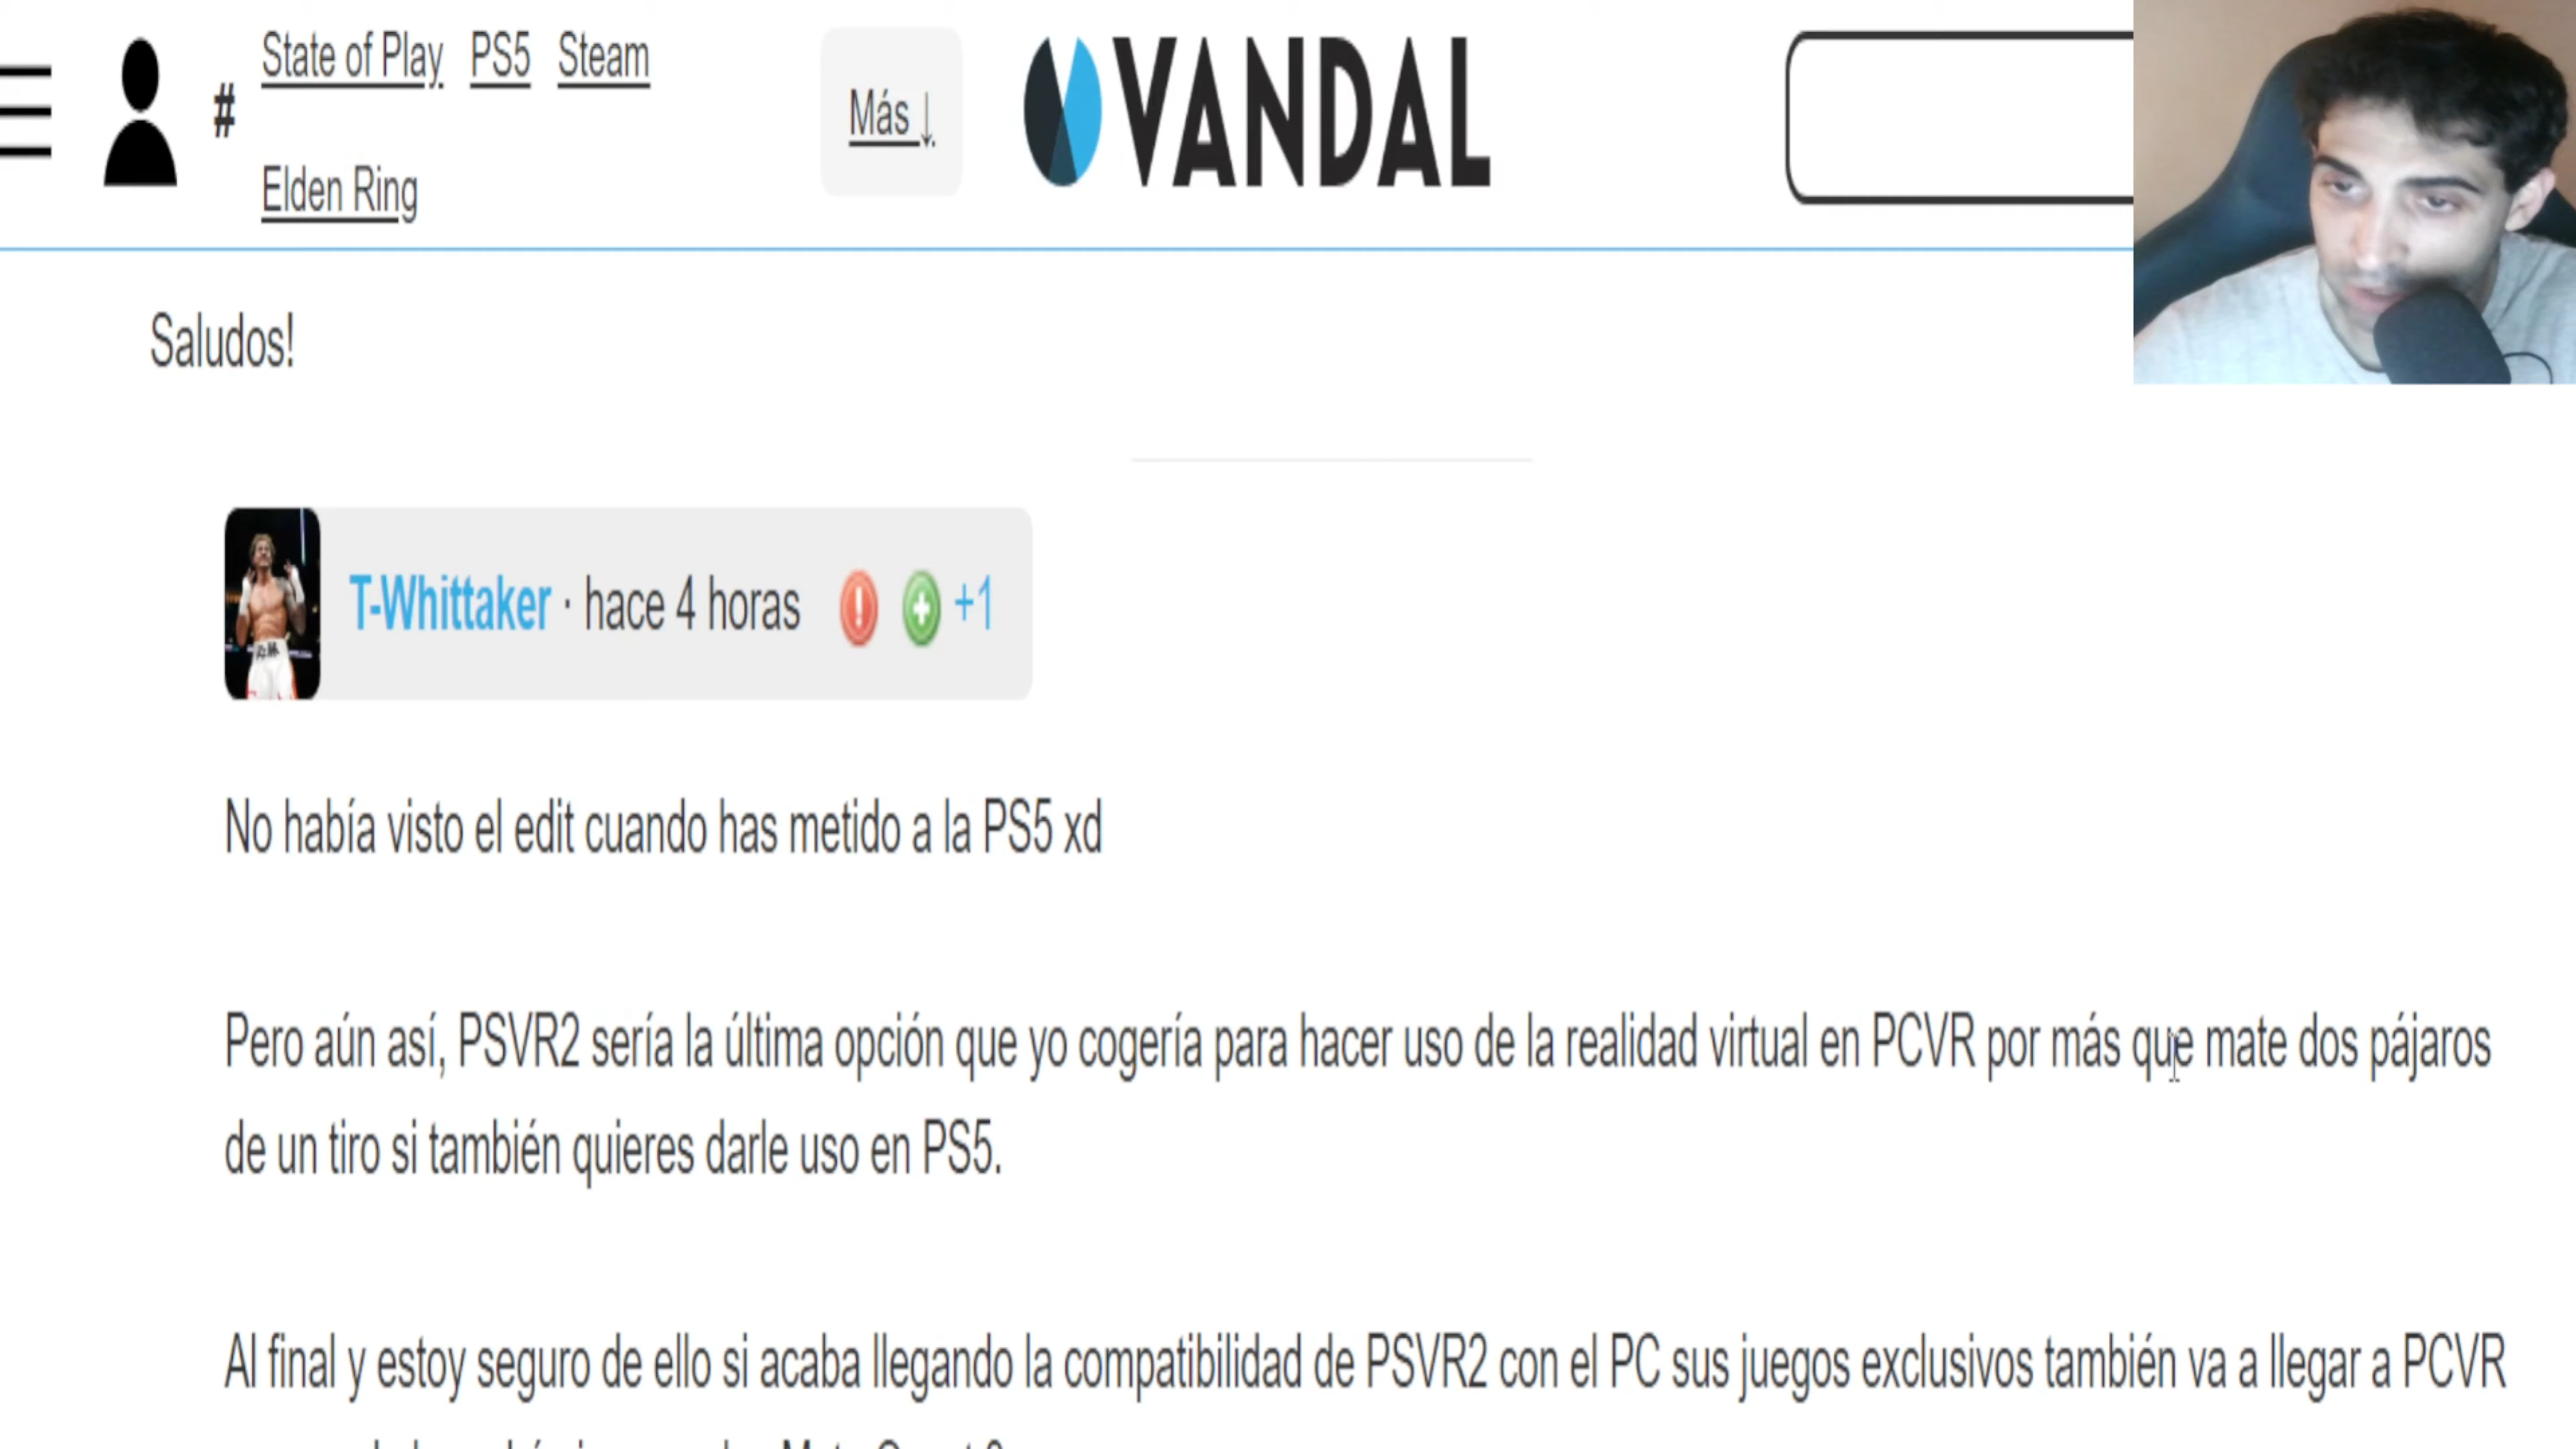 # State of Play PS5 Steam
Elden Ring
Más ↓
VANDAL
Saludos!
T-Whittaker · hace 4 horas ! + +1
No había visto el edit cuando has metido a la PS5 xd
Pero aún así, PSVR2 sería la última opción que yo cogería para hacer uso de la realidad virtual en PCVR por más que mate dos pájaros
de un tiro si también quieres darle uso en PS5.
Al final y estoy seguro de ello si acaba llegando la compatibilidad de PSVR2 con el PC sus juegos exclusivos también va a llegar a PCVR